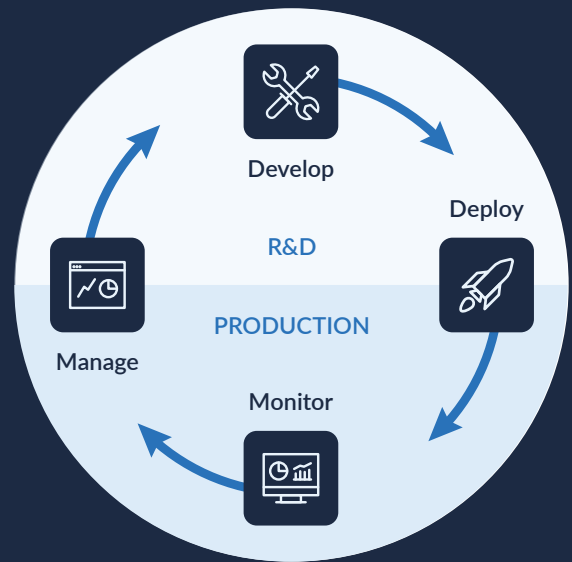 Develop
Deploy
R&D
PRODUCTION
Manage
Monitor